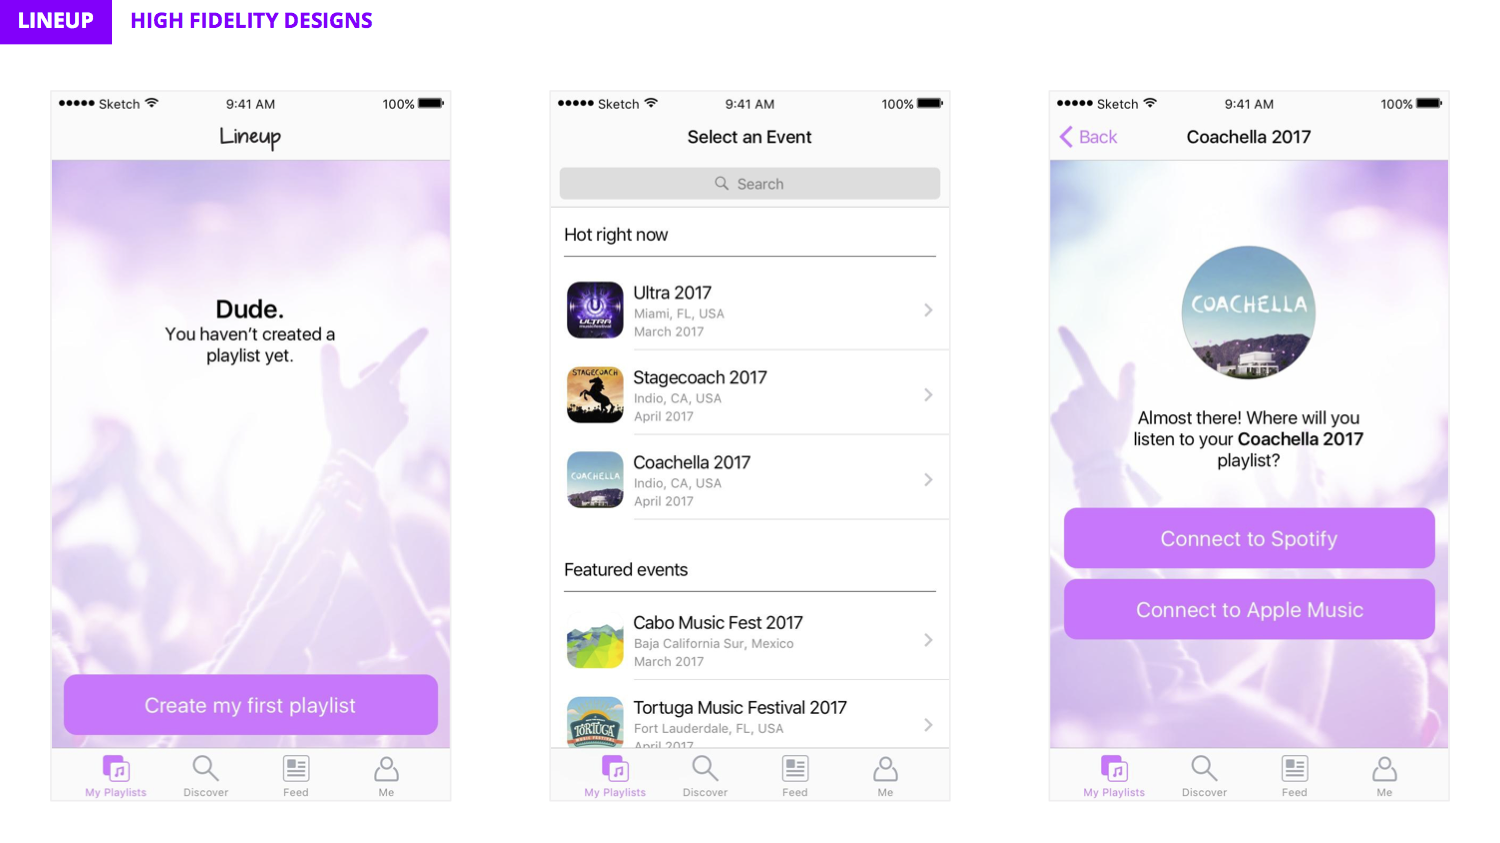 LINEUP HIGH FIDELITY DESIGNS
Sketch 9:41 AM 100%
Lineup
Dude.
You haven't created a
playlist yet.
Create my first playlist
My Playlists Discover Feed Me
Sketch 9:41 AM 100%
Select an Event
Search
Hot right now
ULTRA
Ultra 2017
Miami, FL, USA
March 2017
STAGECOACH
Stagecoach 2017
Indio, CA, USA
April 2017
COACHELLA
Coachella 2017
Indio, CA, USA
April 2017
Featured events
Cabo Music Fest 2017
Baja California Sur, Mexico
March 2017
TORTUGA
MUSIC FESTIVAL
Tortuga Music Festival 2017
Fort Lauderdale, FL, USA
April 2017
My Playlists Discover Feed Me
Sketch 9:41 AM 100%
Back Coachella 2017
COACHELLA
Almost there! Where will you
listen to your Coachella 2017
playlist?
Connect to Spotify
Connect to Apple Music
My Playlists Discover Feed Me